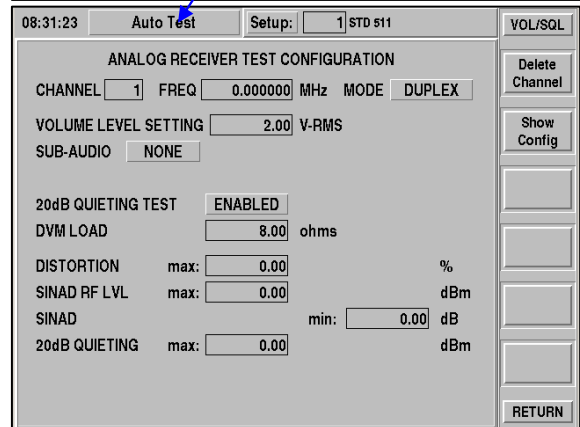 08:31:23 Auto Test Setup: 1 STD 511 VOL/SQL
ANALOG RECEIVER TEST CONFIGURATION
Delete Channel
CHANNEL 1 FREQ 0.000000 MHz MODE DUPLEX
Show Config
VOLUME LEVEL SETTING 2.00 V-RMS
SUB-AUDIO NONE
20dB QUIETING TEST ENABLED
DVM LOAD 8.00 ohms
DISTORTION max: 0.00 %
SINAD RF LVL max: 0.00 dBm
SINAD min: 0.00 dB
20dB QUIETING max: 0.00 dBm
RETURN